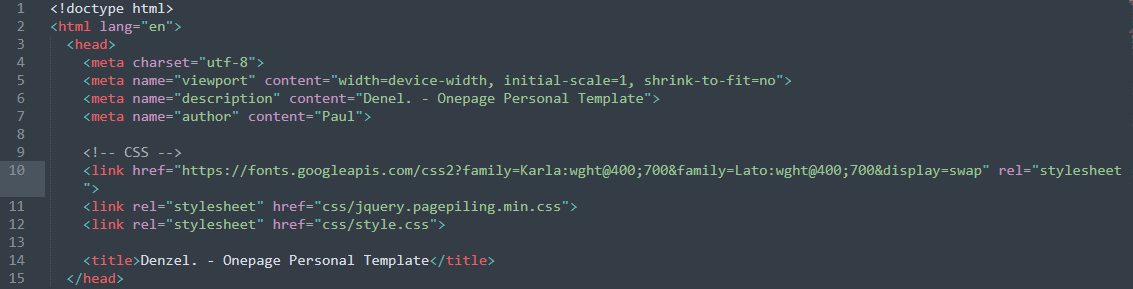 1 <!doctype html>
2 <html lang="en">
3 <head>
4 <meta charset="utf-8">
5 <meta name="viewport" content="width=device-width, initial-scale=1, shrink-to-fit=no">
6 <meta name="description" content="Denel. - Onepage Personal Template">
7 <meta name="author" content="Paul">
8
9 <!-- CSS -->
10 <link href="https://fonts.googleapis.com/css2?family=Karla:wght@400;700&family=Lato:wght@400;700&display=swap" rel="stylesheet
">
11 <link rel="stylesheet" href="css/jquery.pagepiling.min.css">
12 <link rel="stylesheet" href="css/style.css">
13
14 <title>Denzel. - Onepage Personal Template</title>
15 </head>